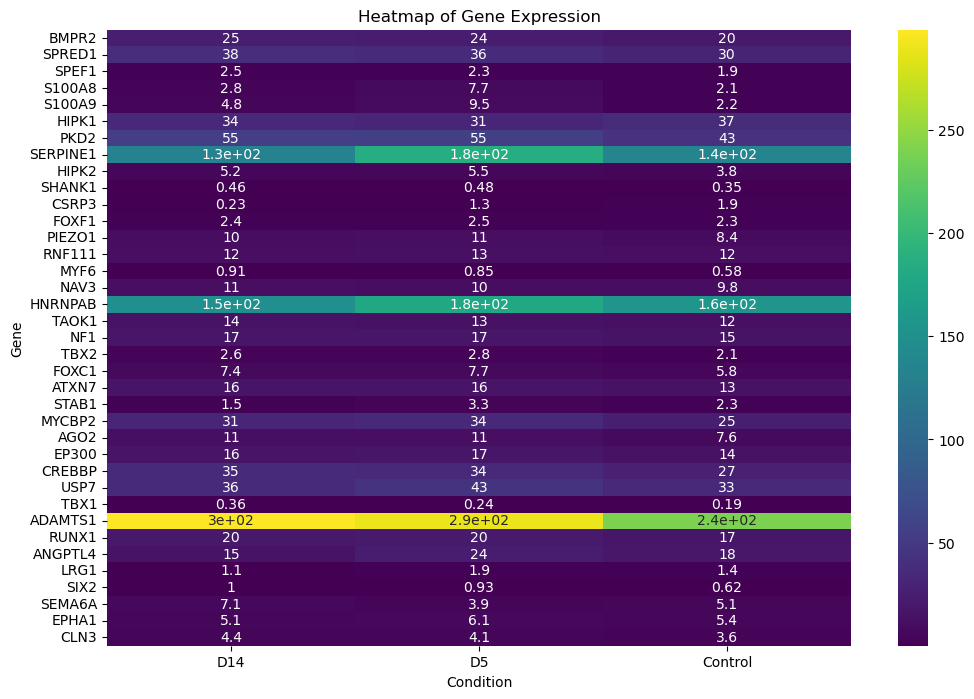 Heatmap of Gene Expression
BMPR2 25 24 20
SPRED1 38 36 30
SPEF1 2.5 2.3 1.9
S100A8 2.8 7.7 2.1
S100A9 4.8 9.5 2.2
HIPK1 34 31 37
PKD2 55 55 43
SERPINE1 1.3e+02 1.8e+02 1.4e+02
HIPK2 5.2 5.5 3.8
SHANK1 0.46 0.48 0.35
CSRP3 0.23 1.3 1.9
FOXF1 2.4 2.5 2.3
PIEZO1 10 11 8.4
RNF111 12 13 12
MYF6 0.91 0.85 0.58
NAV3 11 10 9.8
HNRNPAB 1.5e+02 1.8e+02 1.6e+02
TAOK1 14 13 12
NF1 17 17 15
TBX2 2.6 2.8 2.1
FOXC1 7.4 7.7 5.8
ATXN7 16 16 13
STAB1 1.5 3.3 2.3
MYCBP2 31 34 25
AGO2 11 11 7.6
EP300 16 17 14
CREBBP 35 34 27
USP7 36 43 33
TBX1 0.36 0.24 0.19
ADAMTS1 3e+02 2.9e+02 2.4e+02
RUNX1 20 20 17
ANGPTL4 15 24 18
LRG1 1.1 1.9 1.4
SIX2 1 0.93 0.62
SEMA6A 7.1 3.9 5.1
EPHA1 5.1 6.1 5.4
CLN3 4.4 4.1 3.6
D14 D5 Control
Condition
Gene
250
200
150
100
50